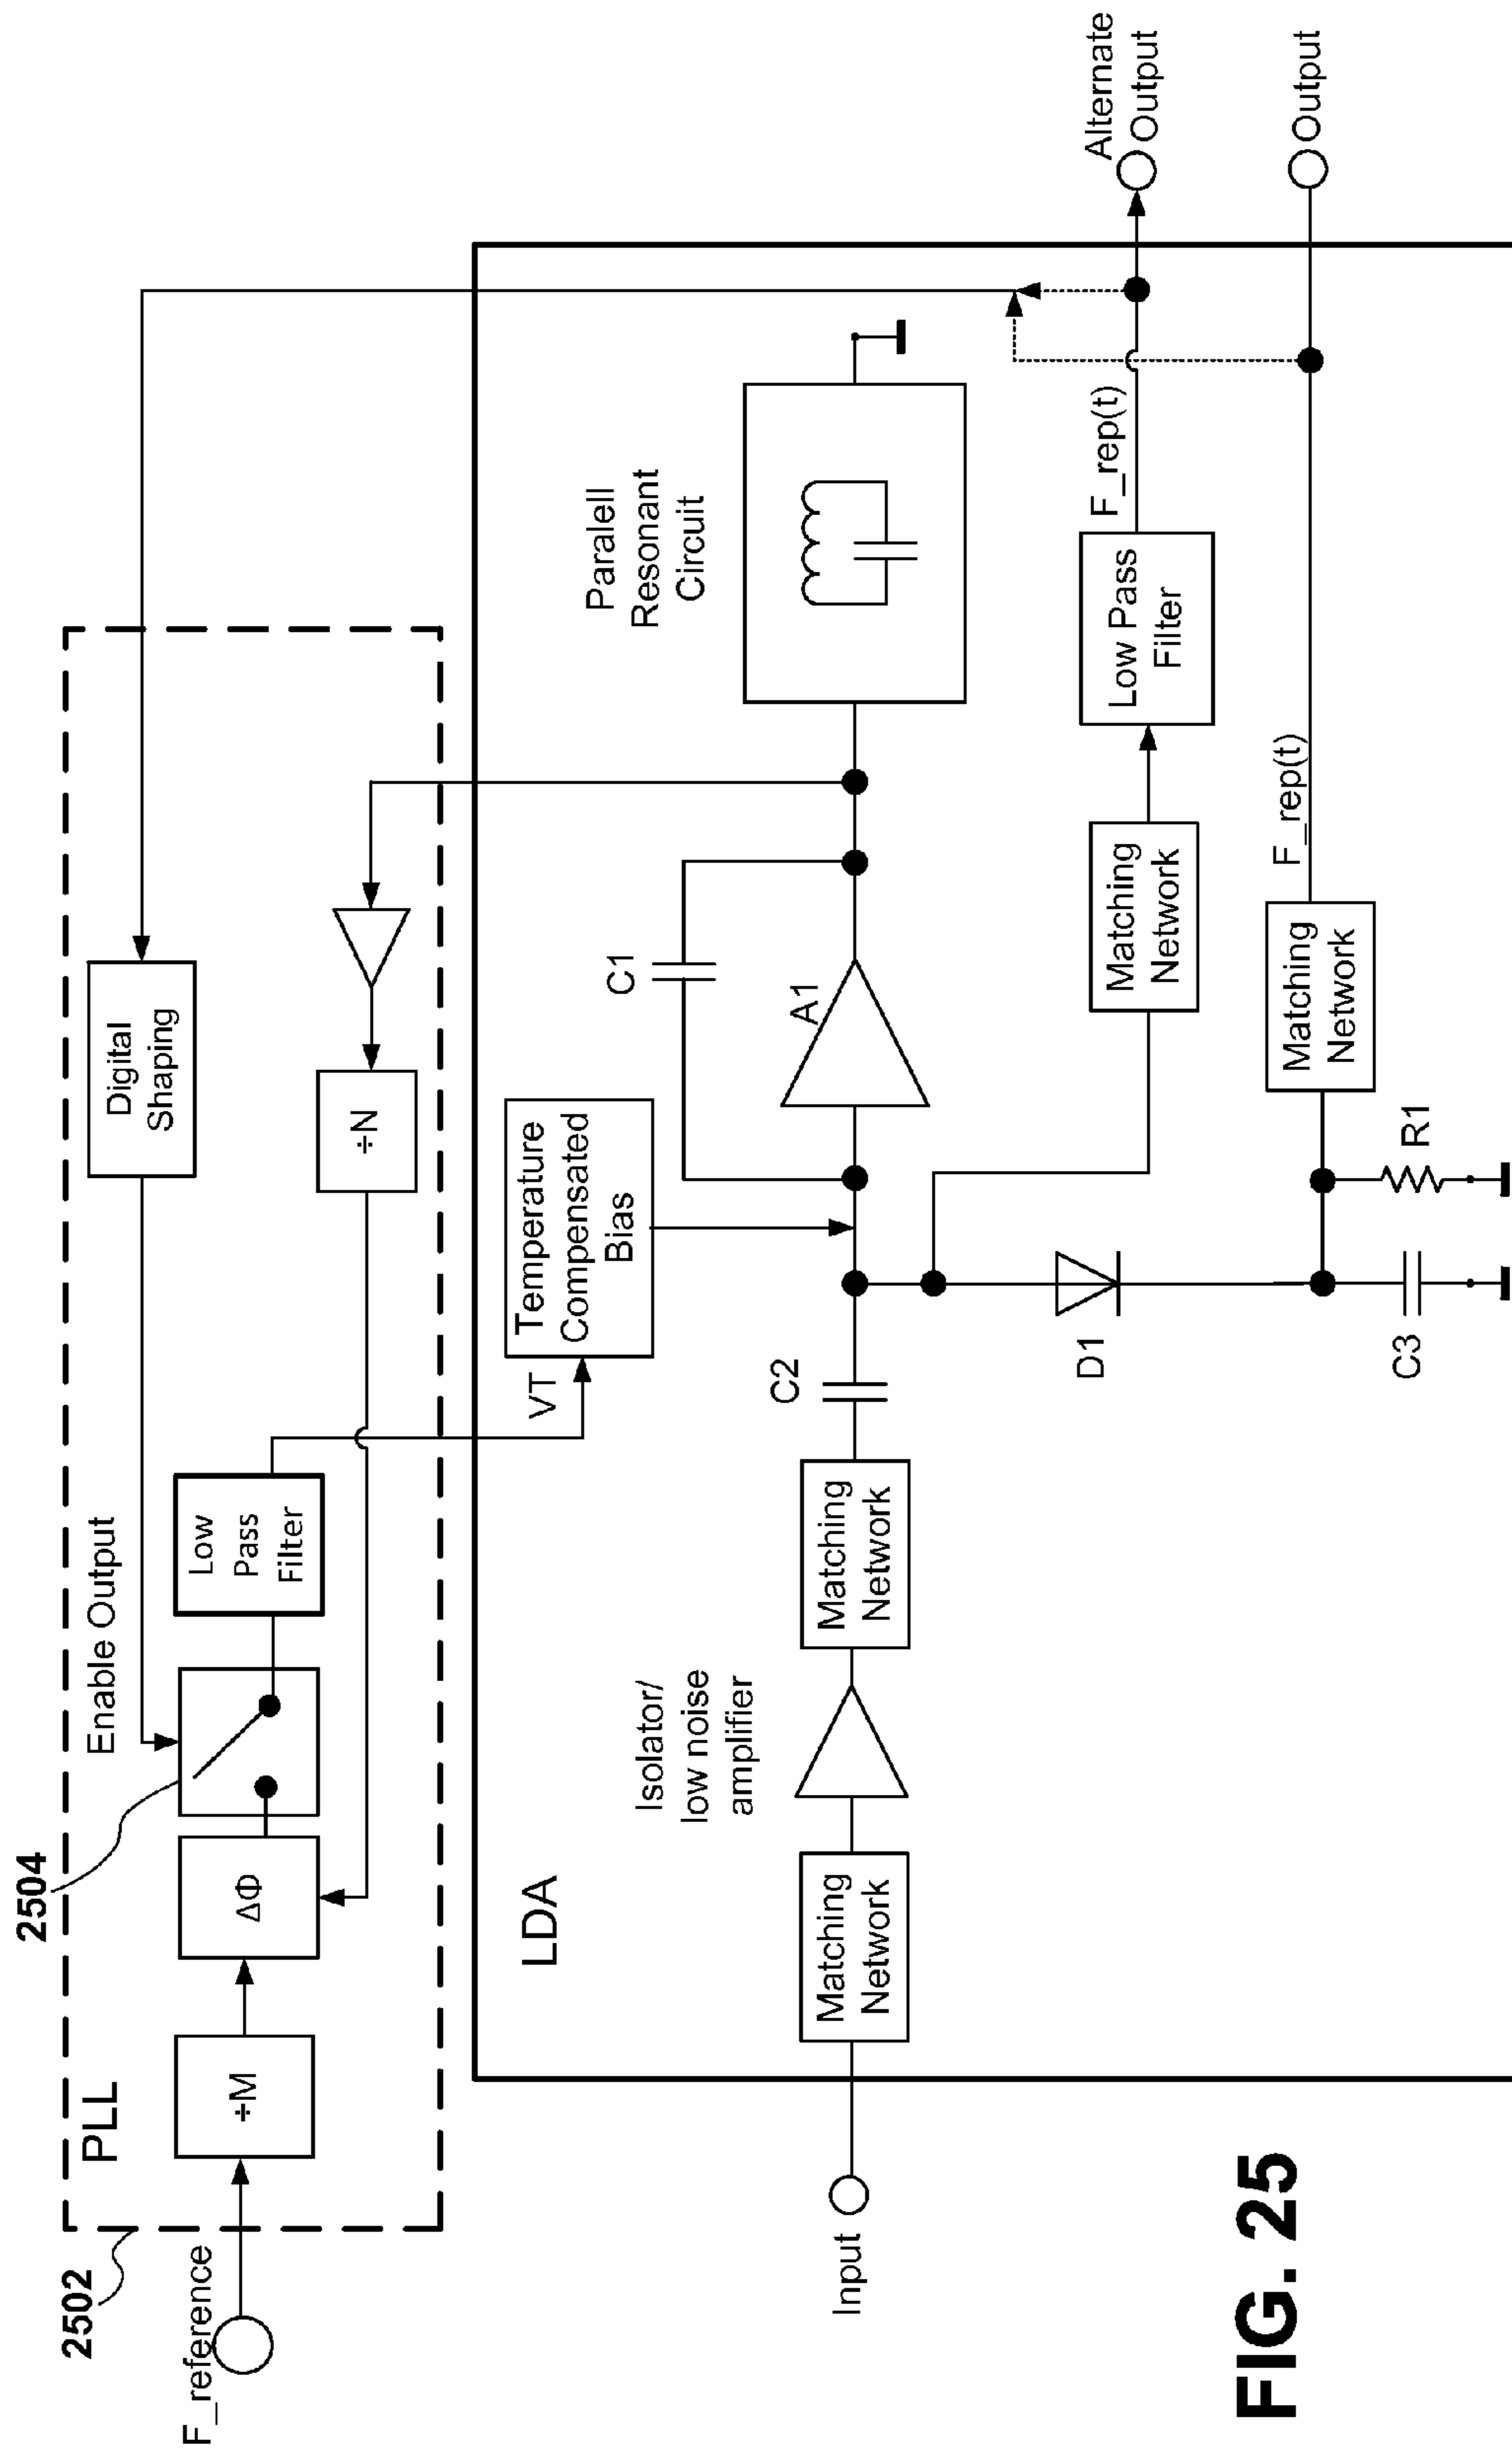 2502
F_reference
PLL
÷M
ΔΦ
2504
Enable Output
Low
Pass
Filter
Digital
Shaping
÷N
VT
LDA
Input
Matching
Network
Isolator/
low noise
amplifier
Matching
Network
C2
Temperature
Compensated
Bias
C1
A1
Paralell
Resonant
Circuit
D1
C3
R1
Matching
Network
Low Pass
Filter
F_rep(t)
Alternate
Output
Matching
Network
F_rep(t)
Output
FIG. 25